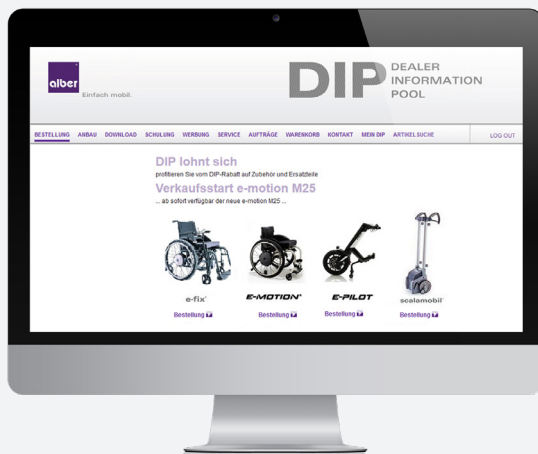 alber
Einfach mobil.
DIP
DEALER
INFORMATION
POOL
BESTELLUNG ANBAU DOWNLOAD SCHULUNG WERBUNG SERVICE AUFTRÄGE WARENKORB KONTAKT MEIN DIP ARTIKELSUCHE LOG OUT
DIP lohnt sich
profitieren Sie vom DIP-Rabatt auf Zubehör und Ersatzteile
Verkaufsstart e-motion M25
... ab sofort verfügbar der neue e-motion M25 ...
e-fix® E-MOTION® E-PILOT scalamobil®
Bestellung Bestellung Bestellung Bestellung